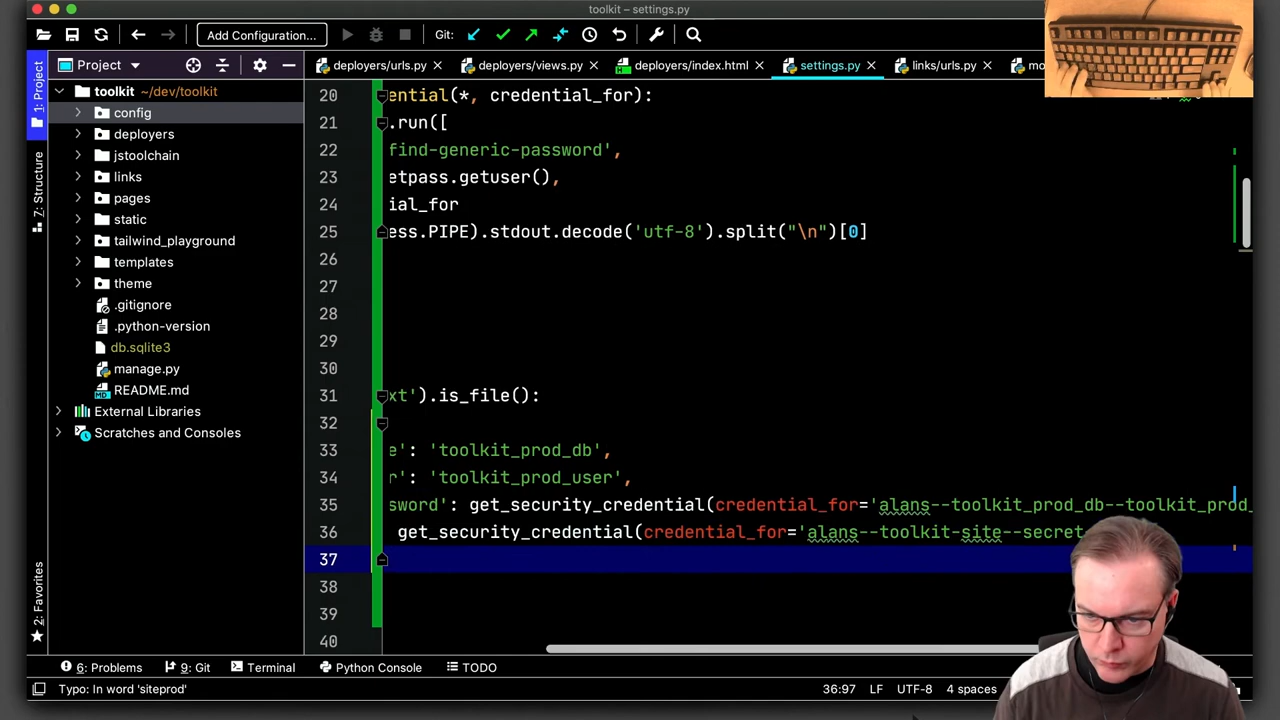 toolkit – settings.py
Add Configuration...
Git:
Project
deployers/urls.py
deployers/views.py
deployers/index.html
settings.py
links/urls.py
1: Project
Z: Structure
2: Favorites
toolkit ~/dev/toolkit
config
deployers
jstoolchain
links
pages
static
tailwind_playground
templates
theme
.gitignore
.python-version
db.sqlite3
manage.py
README.md
External Libraries
Scratches and Consoles
20 ential(*, credential_for):
21 .run([
22 find-generic-password',
23 etpass.getuser(),
24 ial_for
25 ess.PIPE).stdout.decode('utf-8').split("\n")[0]
26
27
28
29
30
31 xt').is_file():
32
33 e': 'toolkit_prod_db',
34 r': 'toolkit_prod_user',
35 sword': get_security_credential(credential_for='alans--toolkit_prod_db--toolkit_prod_
36 get_security_credential(credential_for='alans--toolkit-site--secret
37
38
39
40
6: Problems
9: Git
Terminal
Python Console
TODO
Typo: In word 'siteprod'
36:97 LF UTF-8 4 spaces